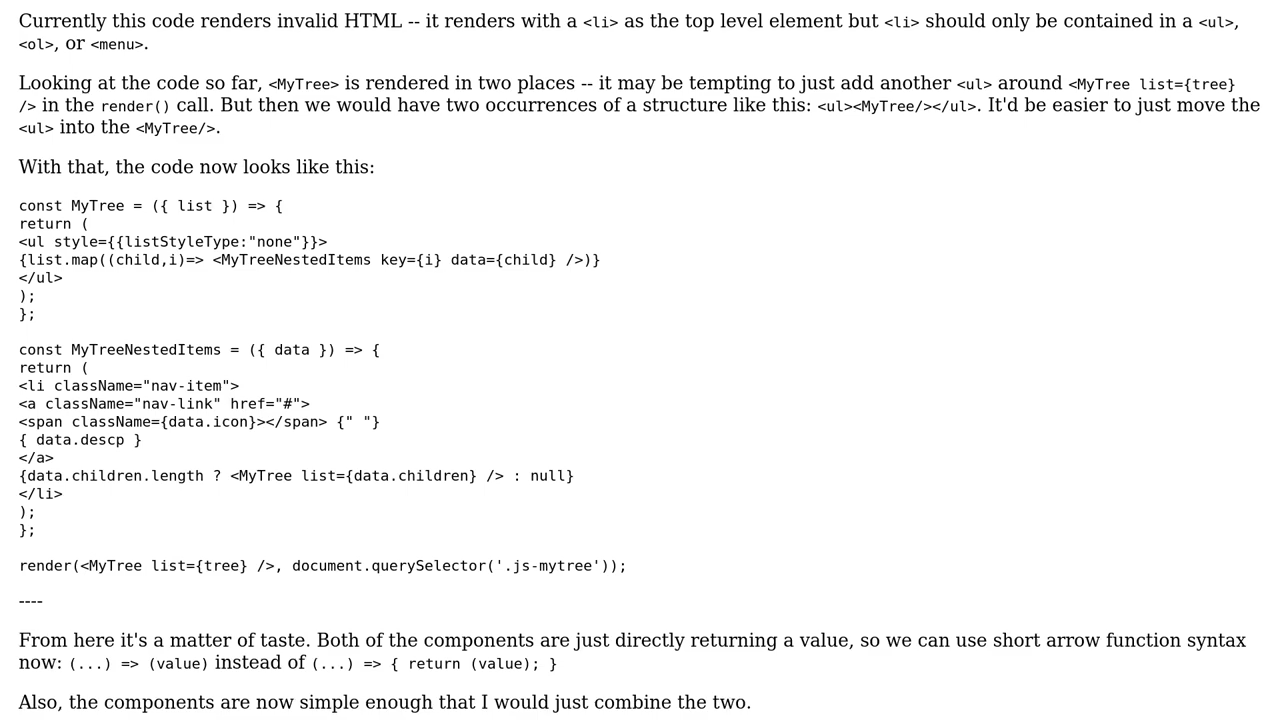 Currently this code renders invalid HTML -- it renders with a <li> as the top level element but <li> should only be contained in a <ul>,
<ol>, or <menu>.
Looking at the code so far, <MyTree> is rendered in two places -- it may be tempting to just add another <ul> around <MyTree list={tree}
/> in the render() call. But then we would have two occurrences of a structure like this: <ul><MyTree/></ul>. It'd be easier to just move the
<ul> into the <MyTree/>.
With that, the code now looks like this:
const MyTree = ({ list }) => {
return (
<ul style={{listStyleType:"none"}}>
{list.map((child,i)=> <MyTreeNestedItems key={i} data={child} />)}
</ul>
);
};
const MyTreeNestedItems = ({ data }) => {
return (
<li className="nav-item">
<a className="nav-link" href="#">
<span className={data.icon}></span> {" "}
{ data.descp }
</a>
{data.children.length ? <MyTree list={data.children} /> : null}
</li>
);
};
render(<MyTree list={tree} />, document.querySelector('.js-mytree'));
----
From here it's a matter of taste. Both of the components are just directly returning a value, so we can use short arrow function syntax
now: (...) => (value) instead of (...) => { return (value); }
Also, the components are now simple enough that I would just combine the two.